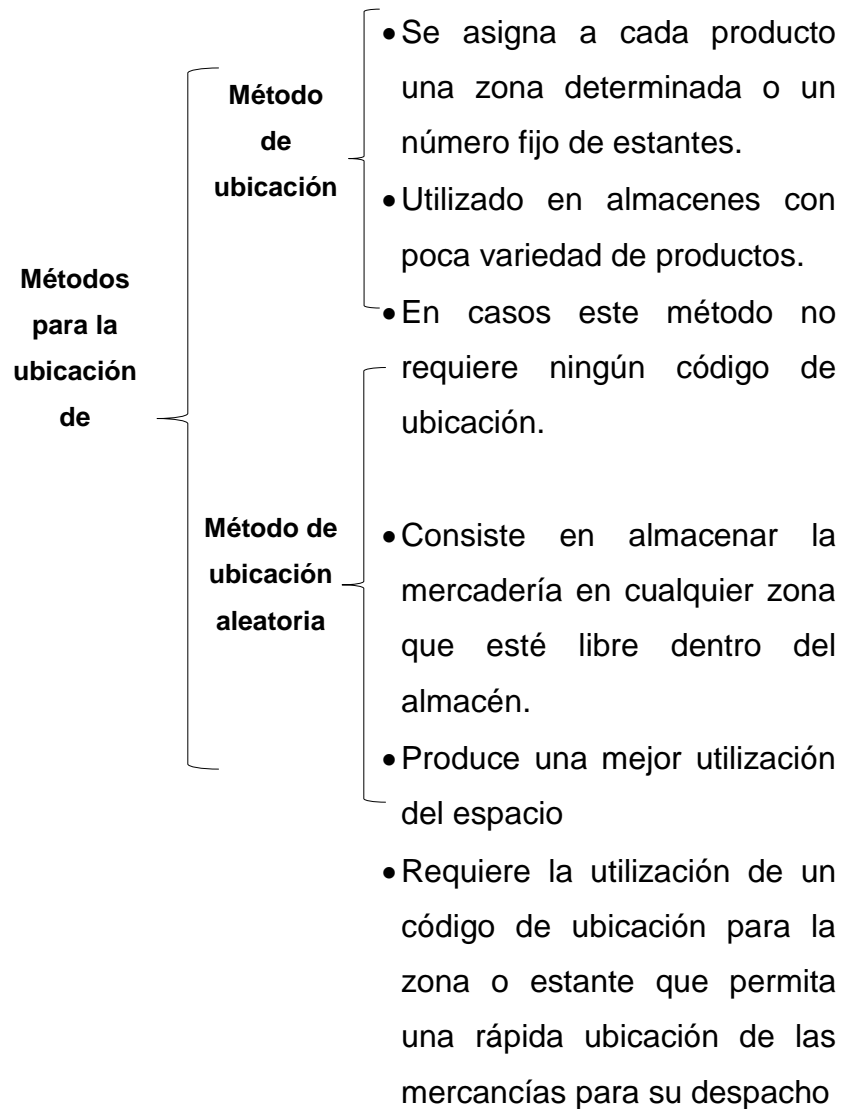 Métodos
para la
ubicación
de
Método
de
ubicación
•Se asigna a cada producto
una zona determinada o un
número fijo de estantes.
•Utilizado en almacenes con
poca variedad de productos.
•En casos este método no
requiere ningún código de
ubicación.
Método de
ubicación
aleatoria
•Consiste en almacenar la
mercadería en cualquier zona
que esté libre dentro del
almacén.
•Produce una mejor utilización
del espacio
•Requiere la utilización de un
código de ubicación para la
zona o estante que permita
una rápida ubicación de las
mercancías para su despacho